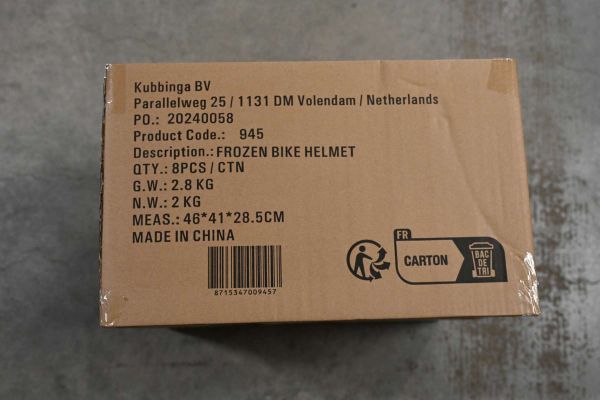 Kubbinga BV
Parallelweg 25 / 1131 DM Volendam / Netherlands
PO.: 20240058
Product Code.: 945
Description.: FROZEN BIKE HELMET
QTY.: 8PCS / CTN
G.W.: 2.8 KG
N.W.: 2 KG
MEAS.: 46*41*28.5CM
MADE IN CHINA
8715347009457
FR
CARTON
BAC
DE
TRI